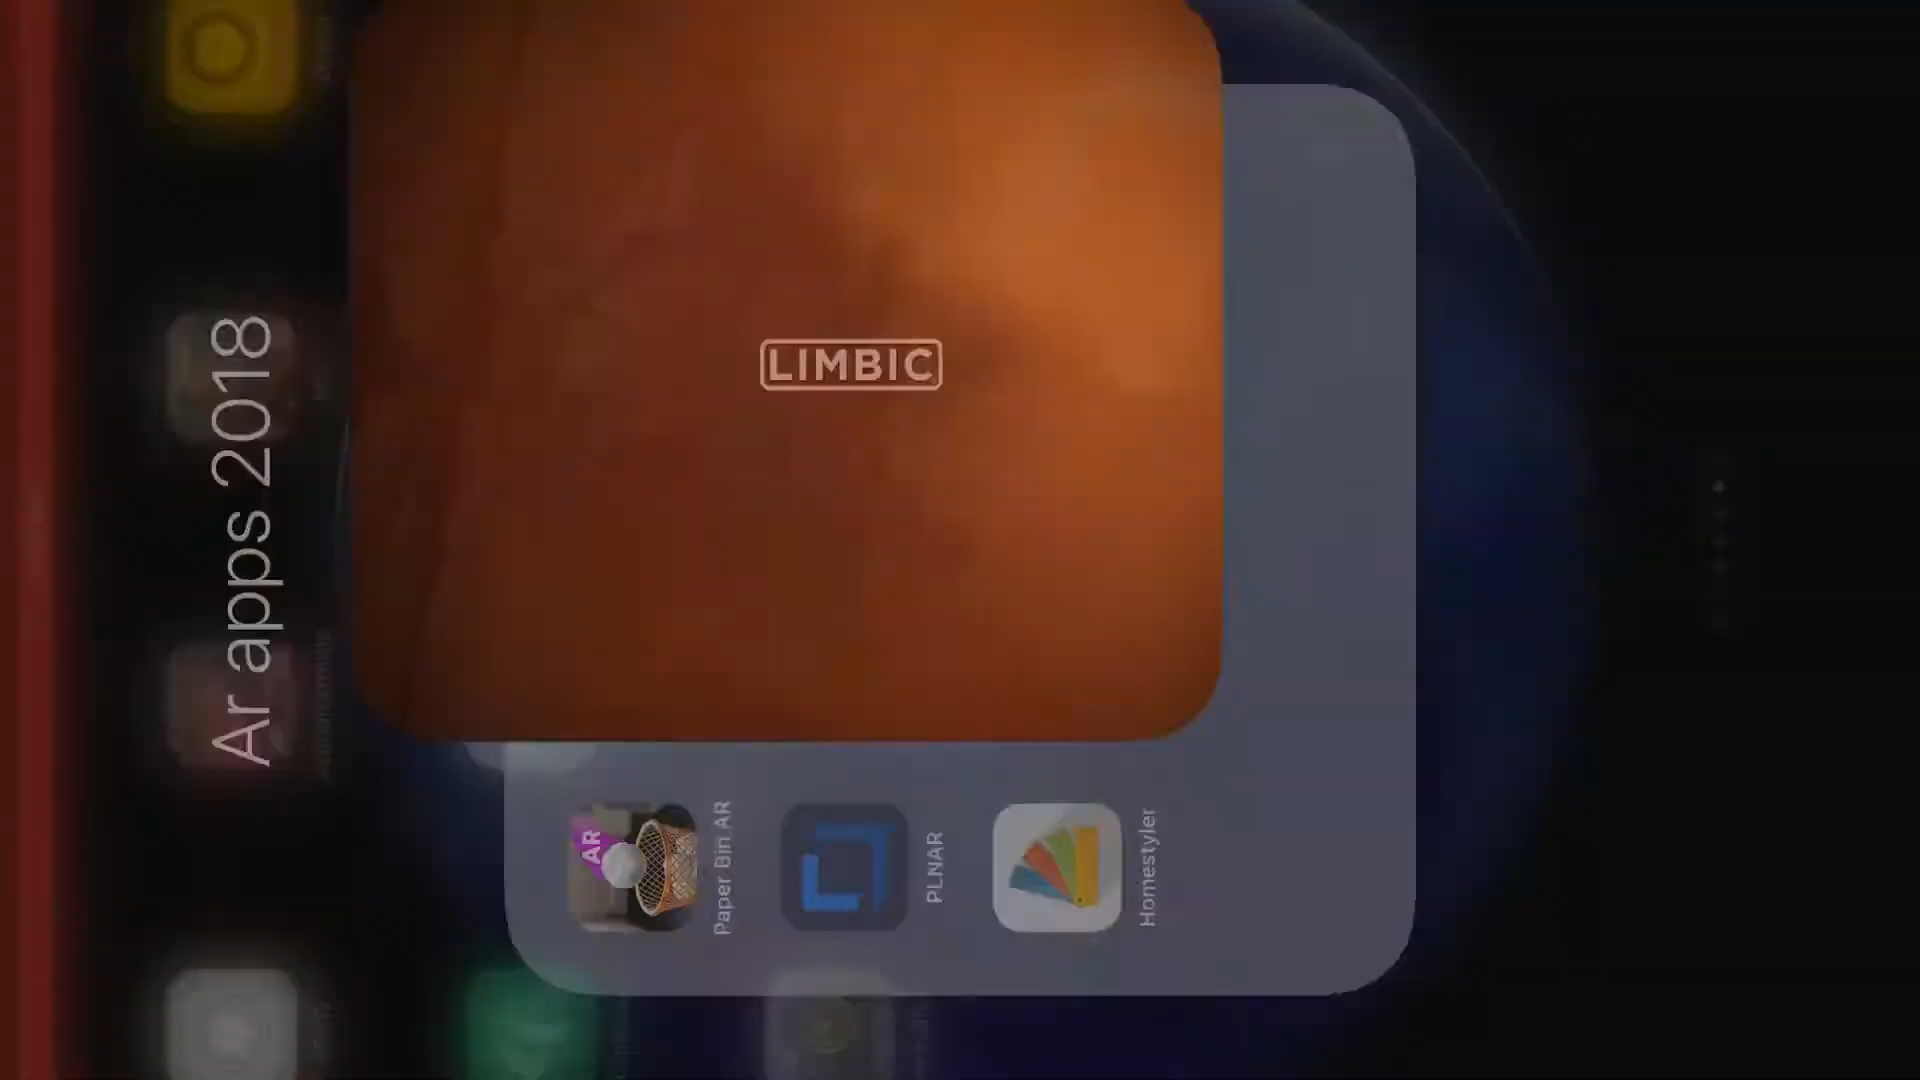 Ar apps 2018
LIMBIC
AR
Paper Bin AR
PLNAR
Homestyler